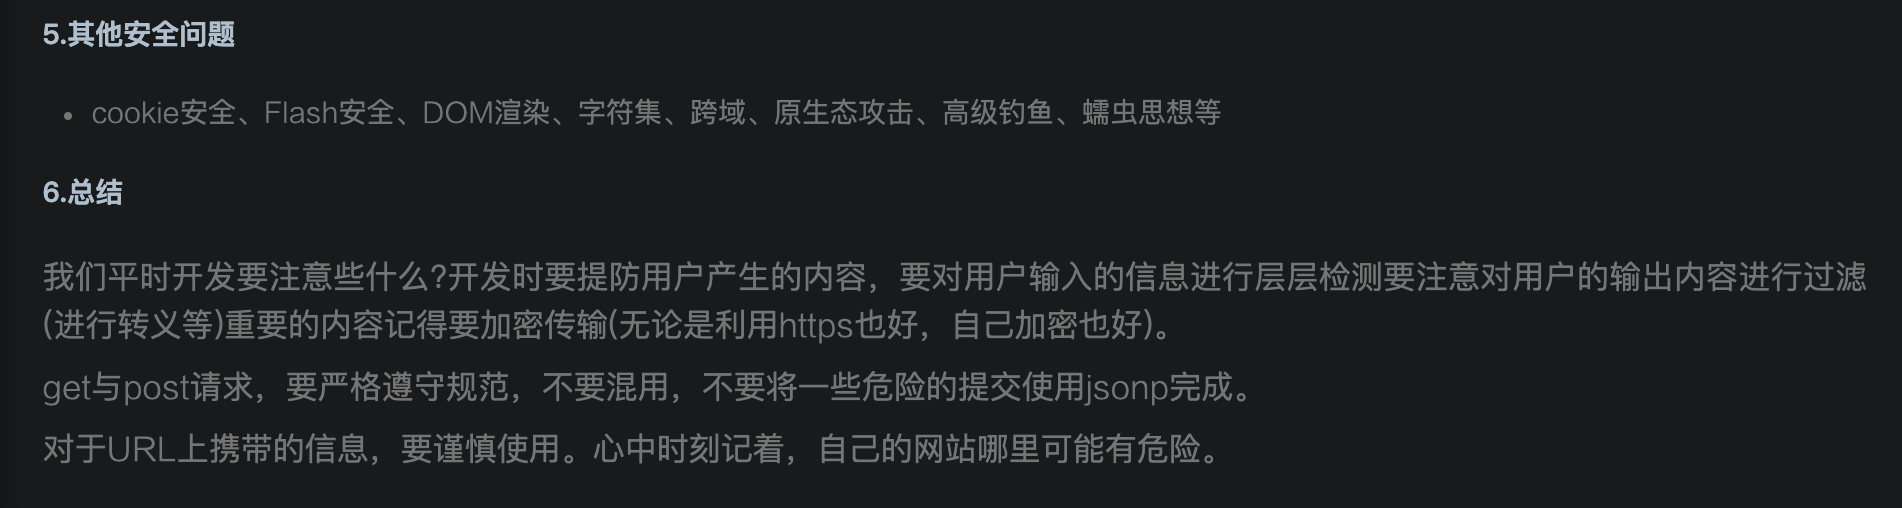 5.其他安全问题
• cookie安全、Flash安全、DOM渲染、字符集、跨域、原生态攻击、高级钓鱼、蠕虫思想等
6.总结
我们平时开发要注意些什么?开发时要提防用户产生的内容，要对用户输入的信息进行层层检测要注意对用户的输出内容进行过滤
(进行转义等)重要的内容记得要加密传输(无论是利用https也好，自己加密也好)。
get与post请求，要严格遵守规范，不要混用，不要将一些危险的提交使用jsonp完成。
对于URL上携带的信息，要谨慎使用。心中时刻记着，自己的网站哪里可能有危险。